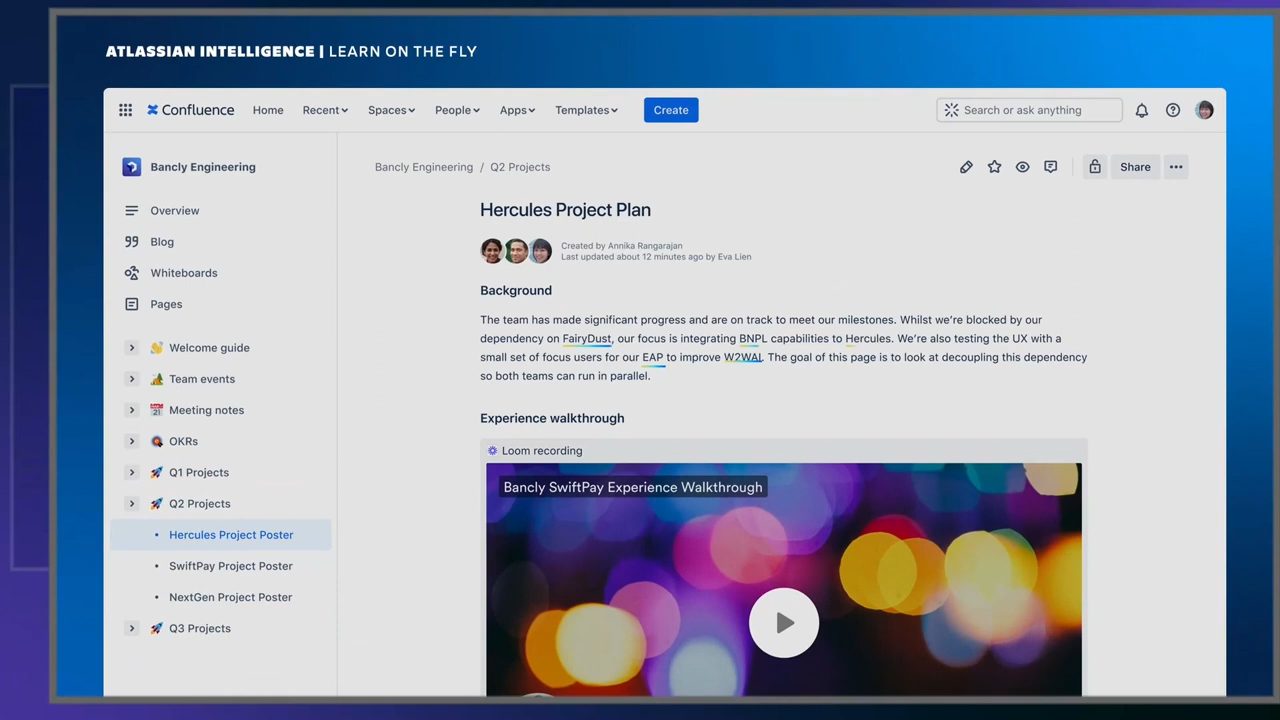 ATLASSIAN INTELLIGENCE | LEARN ON THE FLY
Confluence Home Recent Spaces People Apps Templates Create Search or ask anything
Bancly Engineering
Overview
Blog
Whiteboards
Pages
Welcome guide
Team events
Meeting notes
OKRs
Q1 Projects
Q2 Projects
Hercules Project Poster
SwiftPay Project Poster
NextGen Project Poster
Q3 Projects
Bancly Engineering / Q2 Projects
Share
Hercules Project Plan
Created by Annika Rangarajan
Last updated about 12 minutes ago by Eva Lien
Background
The team has made significant progress and are on track to meet our milestones. Whilst we’re blocked by our
dependency on FairyDust, our focus is integrating BNPL capabilities to Hercules. We’re also testing the UX with a
small set of focus users for our EAP to improve W2WAL. The goal of this page is to look at decoupling this dependency
so both teams can run in parallel.
Experience walkthrough
Loom recording
Bancly SwiftPay Experience Walkthrough